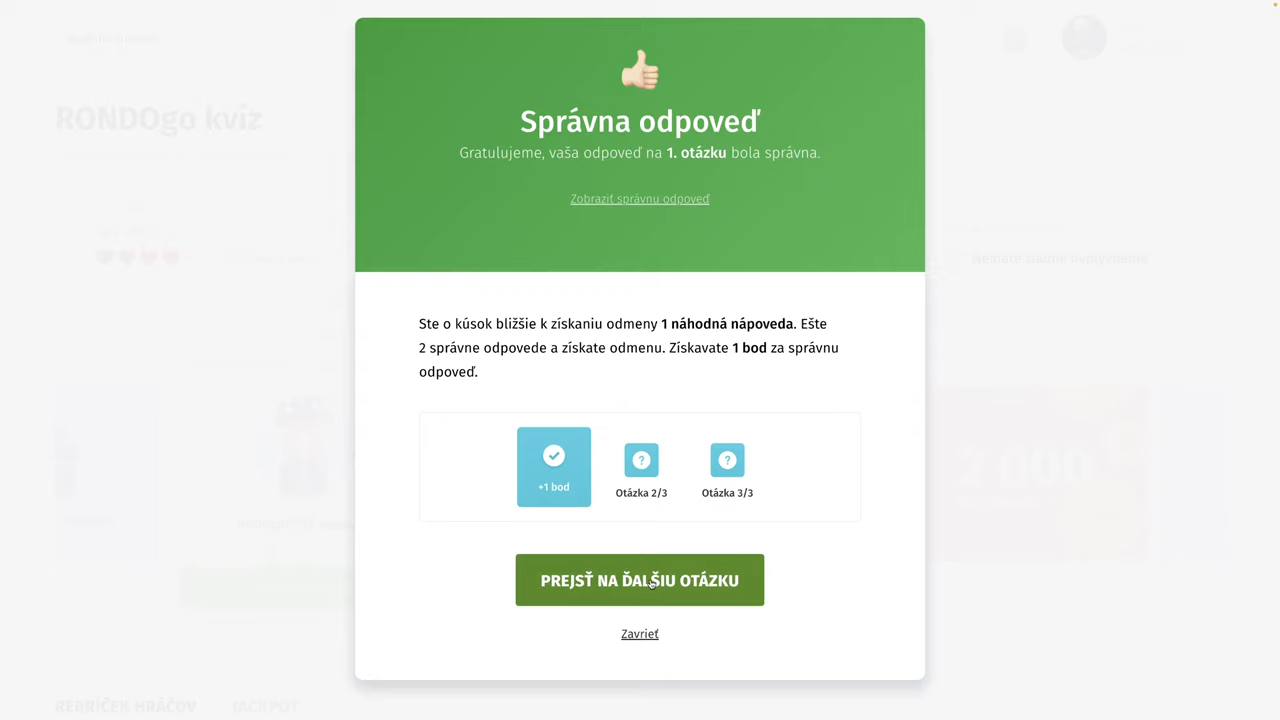 RONDOgo kvíz
Správna odpoveď
Gratulujeme, vaša odpoveď na 1. otázku bola správna.
Zobraziť správnu odpoveď
Ste o kúsok bližšie k získaniu odmeny 1 náhodná nápoveda. Ešte
2 správne odpovede a získate odmenu. Získavate 1 bod za správnu
odpoveď.
+1 bod
Otázka 2/3
Otázka 3/3
2 000
PREJSŤ NA ĎALŠIU OTÁZKU
Zavrieť
REBRÍČEK HRÁČOV
JACKPOT